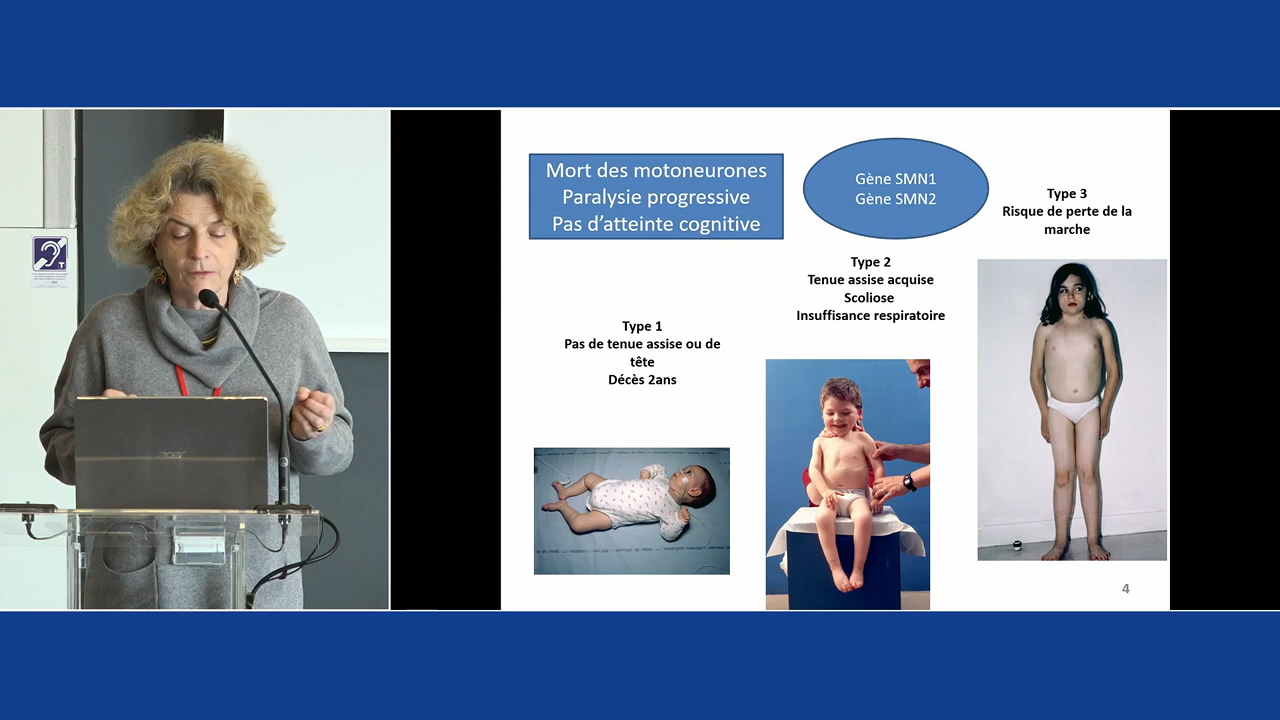 Mort des motoneurones
Paralysie progressive
Pas d'atteinte cognitive
Gène SMN1
Gène SMN2
Type 3
Risque de perte de la
marche
Type 2
Tenue assise acquise
Scoliose
Insuffisance respiratoire
Type 1
Pas de tenue assise ou de
tête
Décès 2ans
acer
4